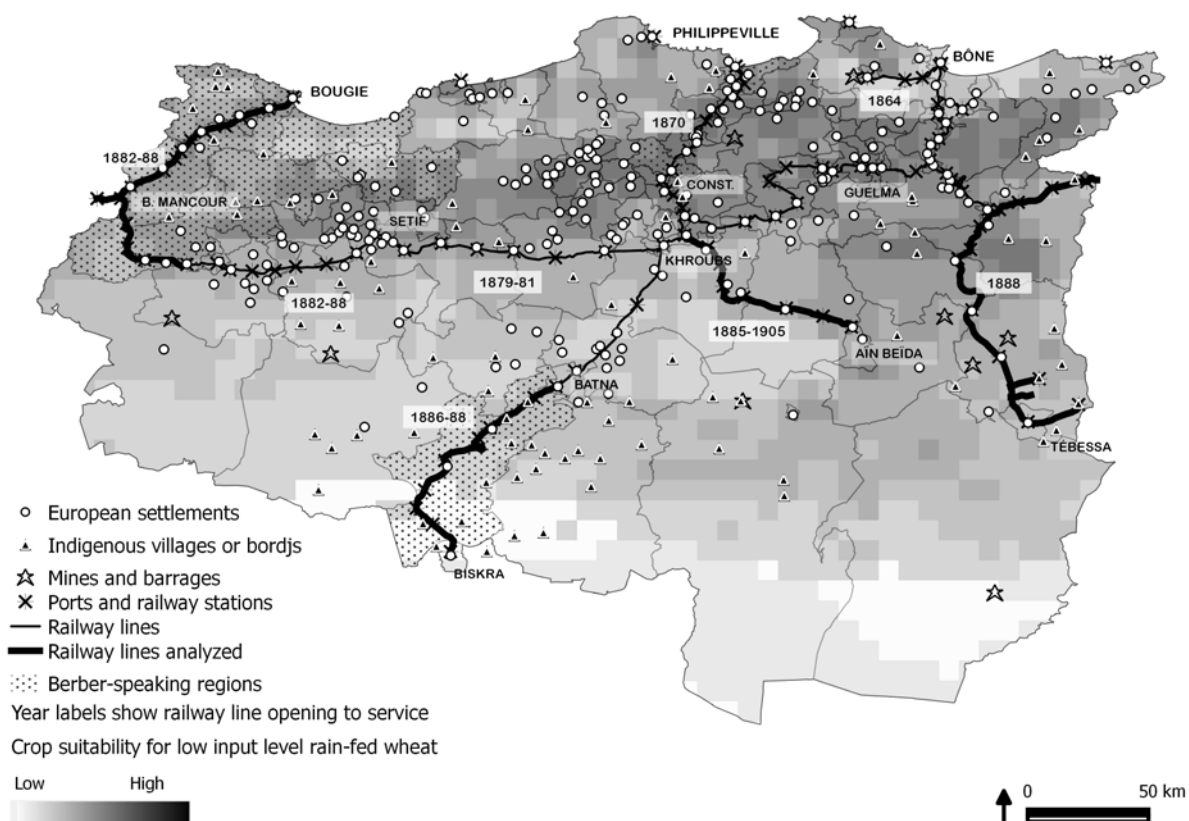 PHILIPPEVILLE
BÔNE
BOUGIE
1864
1870
1882-88
CONST.
GUELMA
B. MANCOUR
SETIF
KHROUBS
1879-81
1888
1882-88
1885-1905
AIN BEÏDA
BATNA
1886-88
TÉBESSA
BISKRA
European settlements
Indigenous villages or bordjs
Mines and barrages
Ports and railway stations
Railway lines
Railway lines analyzed
Berber-speaking regions
Year labels show railway line opening to service
Crop suitability for low input level rain-fed wheat
Low High
0 50 km